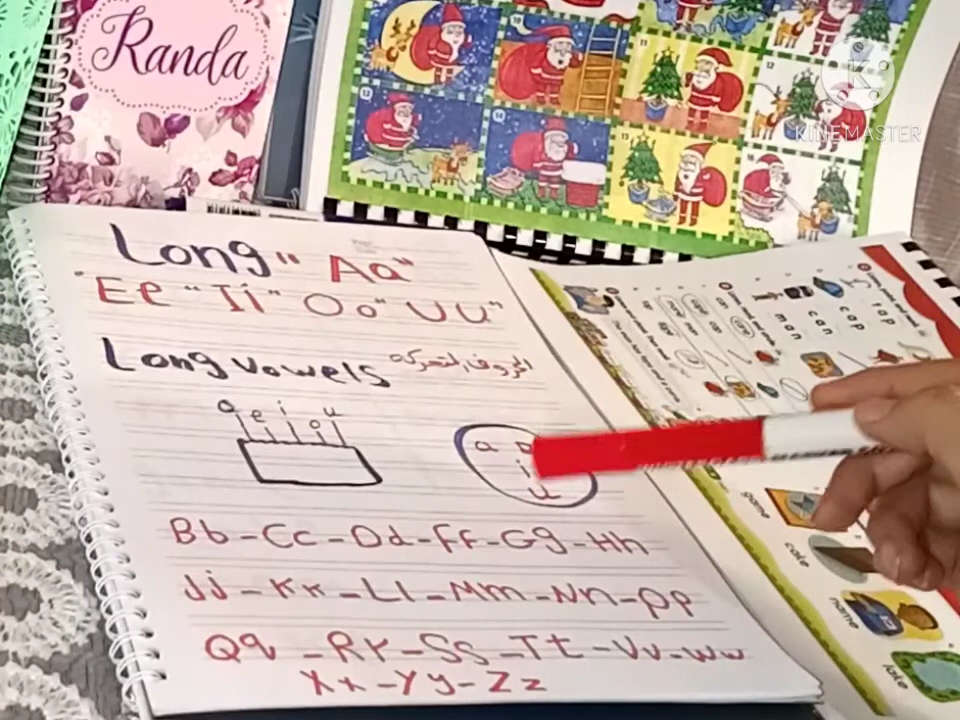 Randa
KINEMASTER
Long "Aa"
"Ee" "Ii" Oo" UU"
Long vowels الحروف المتحركه
a e i o u
a
i
u
Bb - Cc - Dd - Ff - Gg - Hh
Jj - Kk - Ll - Mm - Nn - Pp
Qq - Rr - Ss - Tt - Vv - Ww
Xx - Yy - Zz
tap
cap
can
man
game
cake
name
lake